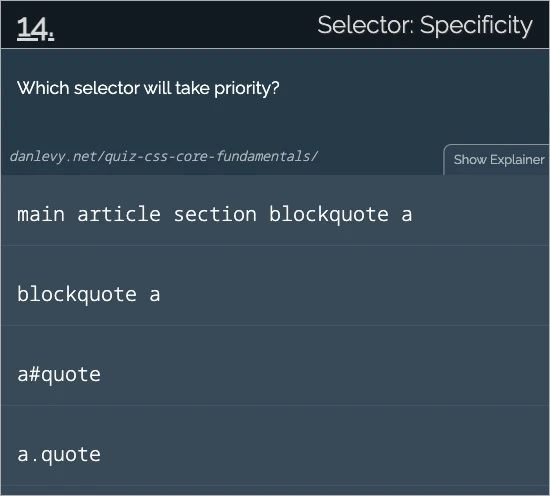 14.
Selector: Specificity
Which selector will take priority?
danlevy.net/quiz-css-core-fundamentals/
Show Explainer
main article section blockquote a
blockquote a
a#quote
a.quote